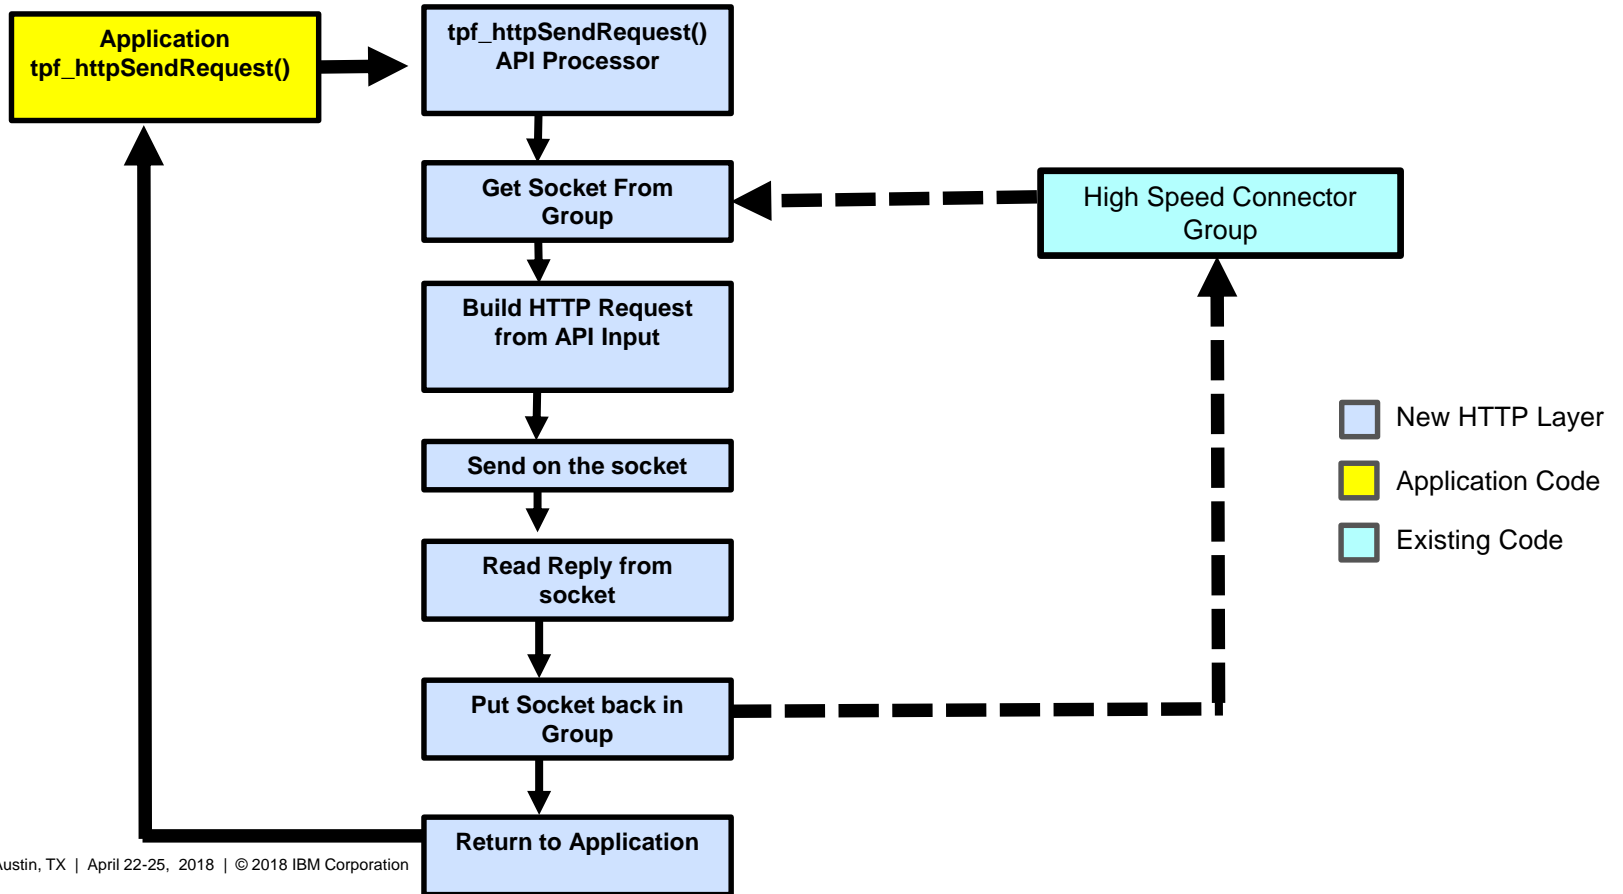 Application
tpf_httpSendRequest()
tpf_httpSendRequest()
API Processor
Get Socket From
Group
High Speed Connector
Group
Build HTTP Request
from API Input
New HTTP Layer
Send on the socket
Application Code
Existing Code
Read Reply from
socket
Put Socket back in
Group
Return to Application
Austin, TX | April 22-25, 2018 | © 2018 IBM Corporation